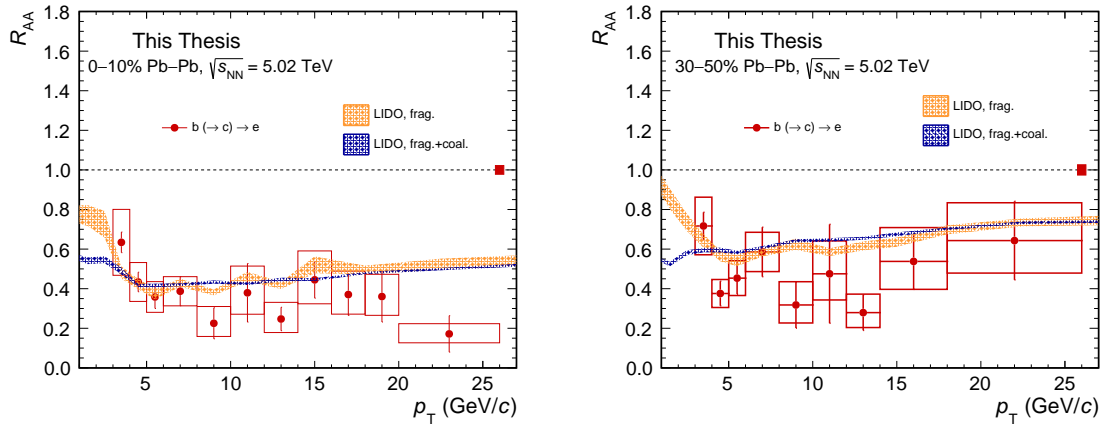 R_AA
1.8
1.6
1.4
1.2
1.0
0.8
0.6
0.4
0.2
0.0
This Thesis
0–10% Pb–Pb, √s_NN = 5.02 TeV
LIDO, frag.
b (→ c) → e
LIDO, frag.+coal.
5 10 15 20 25
p_T (GeV/c)
R_AA
1.8
1.6
1.4
1.2
1.0
0.8
0.6
0.4
0.2
0.0
This Thesis
30–50% Pb–Pb, √s_NN = 5.02 TeV
LIDO, frag.
b (→ c) → e
LIDO, frag.+coal.
5 10 15 20 25
p_T (GeV/c)